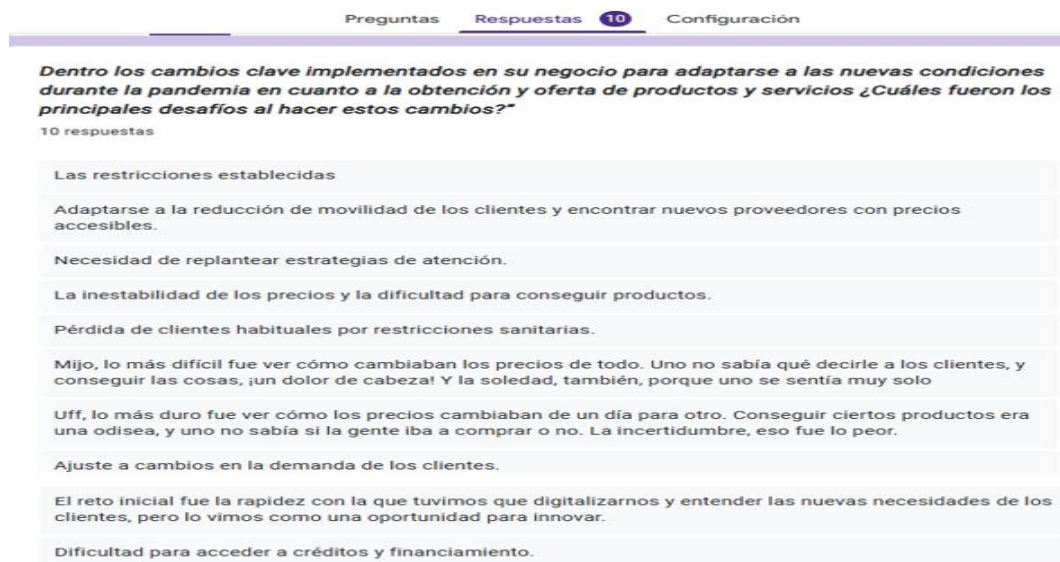 Preguntas Respuestas 10 Configuración
Dentro los cambios clave implementados en su negocio para adaptarse a las nuevas condiciones
durante la pandemia en cuanto a la obtención y oferta de productos y servicios ¿Cuáles fueron los
principales desafíos al hacer estos cambios?"
10 respuestas
Las restricciones establecidas
Adaptarse a la reducción de movilidad de los clientes y encontrar nuevos proveedores con precios
accesibles.
Necesidad de replantear estrategias de atención.
La inestabilidad de los precios y la dificultad para conseguir productos.
Pérdida de clientes habituales por restricciones sanitarias.
Mijo, lo más difícil fue ver cómo cambiaban los precios de todo. Uno no sabía qué decirle a los clientes, y
conseguir las cosas, ¡un dolor de cabeza! Y la soledad, también, porque uno se sentía muy solo
Uff, lo más duro fue ver cómo los precios cambiaban de un día para otro. Conseguir ciertos productos era
una odisea, y uno no sabía si la gente iba a comprar o no. La incertidumbre, eso fue lo peor.
Ajuste a cambios en la demanda de los clientes.
El reto inicial fue la rapidez con la que tuvimos que digitalizarnos y entender las nuevas necesidades de los
clientes, pero lo vimos como una oportunidad para innovar.
Dificultad para acceder a créditos y financiamiento.